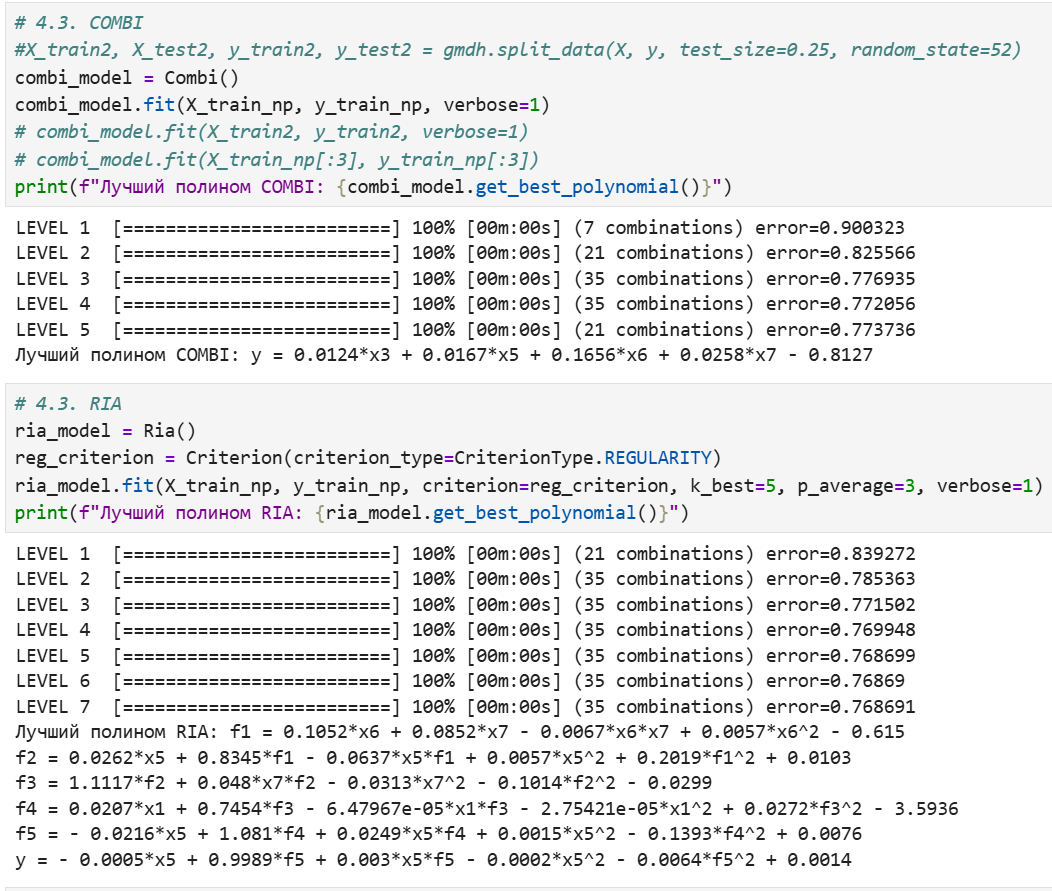 # 4.3. COMBI
#X_train2, X_test2, y_train2, y_test2 = gmdh.split_data(X, y, test_size=0.25, random_state=52)
combi_model = Combi()
combi_model.fit(X_train_np, y_train_np, verbose=1)
# combi_model.fit(X_train2, y_train2, verbose=1)
# combi_model.fit(X_train_np[:3], y_train_np[:3])
print(f"Лучший полином COMBI: {combi_model.get_best_polynomial()}")
LEVEL 1  [=========================] 100% [00m:00s] (7 combinations) error=0.900323
LEVEL 2  [=========================] 100% [00m:00s] (21 combinations) error=0.825566
LEVEL 3  [=========================] 100% [00m:00s] (35 combinations) error=0.776935
LEVEL 4  [=========================] 100% [00m:00s] (35 combinations) error=0.772056
LEVEL 5  [=========================] 100% [00m:00s] (21 combinations) error=0.773736
Лучший полином COMBI: y = 0.0124*x3 + 0.0167*x5 + 0.1656*x6 + 0.0258*x7 - 0.8127
# 4.3. RIA
ria_model = Ria()
reg_criterion = Criterion(criterion_type=CriterionType.REGULARITY)
ria_model.fit(X_train_np, y_train_np, criterion=reg_criterion, k_best=5, p_average=3, verbose=1)
print(f"Лучший полином RIA: {ria_model.get_best_polynomial()}")
LEVEL 1  [=========================] 100% [00m:00s] (21 combinations) error=0.839272
LEVEL 2  [=========================] 100% [00m:00s] (35 combinations) error=0.785363
LEVEL 3  [=========================] 100% [00m:00s] (35 combinations) error=0.771502
LEVEL 4  [=========================] 100% [00m:00s] (35 combinations) error=0.769948
LEVEL 5  [=========================] 100% [00m:00s] (35 combinations) error=0.768699
LEVEL 6  [=========================] 100% [00m:00s] (35 combinations) error=0.76869
LEVEL 7  [=========================] 100% [00m:00s] (35 combinations) error=0.768691
Лучший полином RIA: f1 = 0.1052*x6 + 0.0852*x7 - 0.0067*x6*x7 + 0.0057*x6^2 - 0.615
f2 = 0.0262*x5 + 0.8345*f1 - 0.0637*x5*f1 + 0.0057*x5^2 + 0.2019*f1^2 + 0.0103
f3 = 1.1117*f2 + 0.048*x7*f2 - 0.0313*x7^2 - 0.1014*f2^2 - 0.0299
f4 = 0.0207*x1 + 0.7454*f3 - 6.47967e-05*x1*f3 - 2.75421e-05*x1^2 + 0.0272*f3^2 - 3.5936
f5 = - 0.0216*x5 + 1.081*f4 + 0.0249*x5*f4 + 0.0015*x5^2 - 0.1393*f4^2 + 0.0076
y = - 0.0005*x5 + 0.9989*f5 + 0.003*x5*f5 - 0.0002*x5^2 - 0.0064*f5^2 + 0.0014